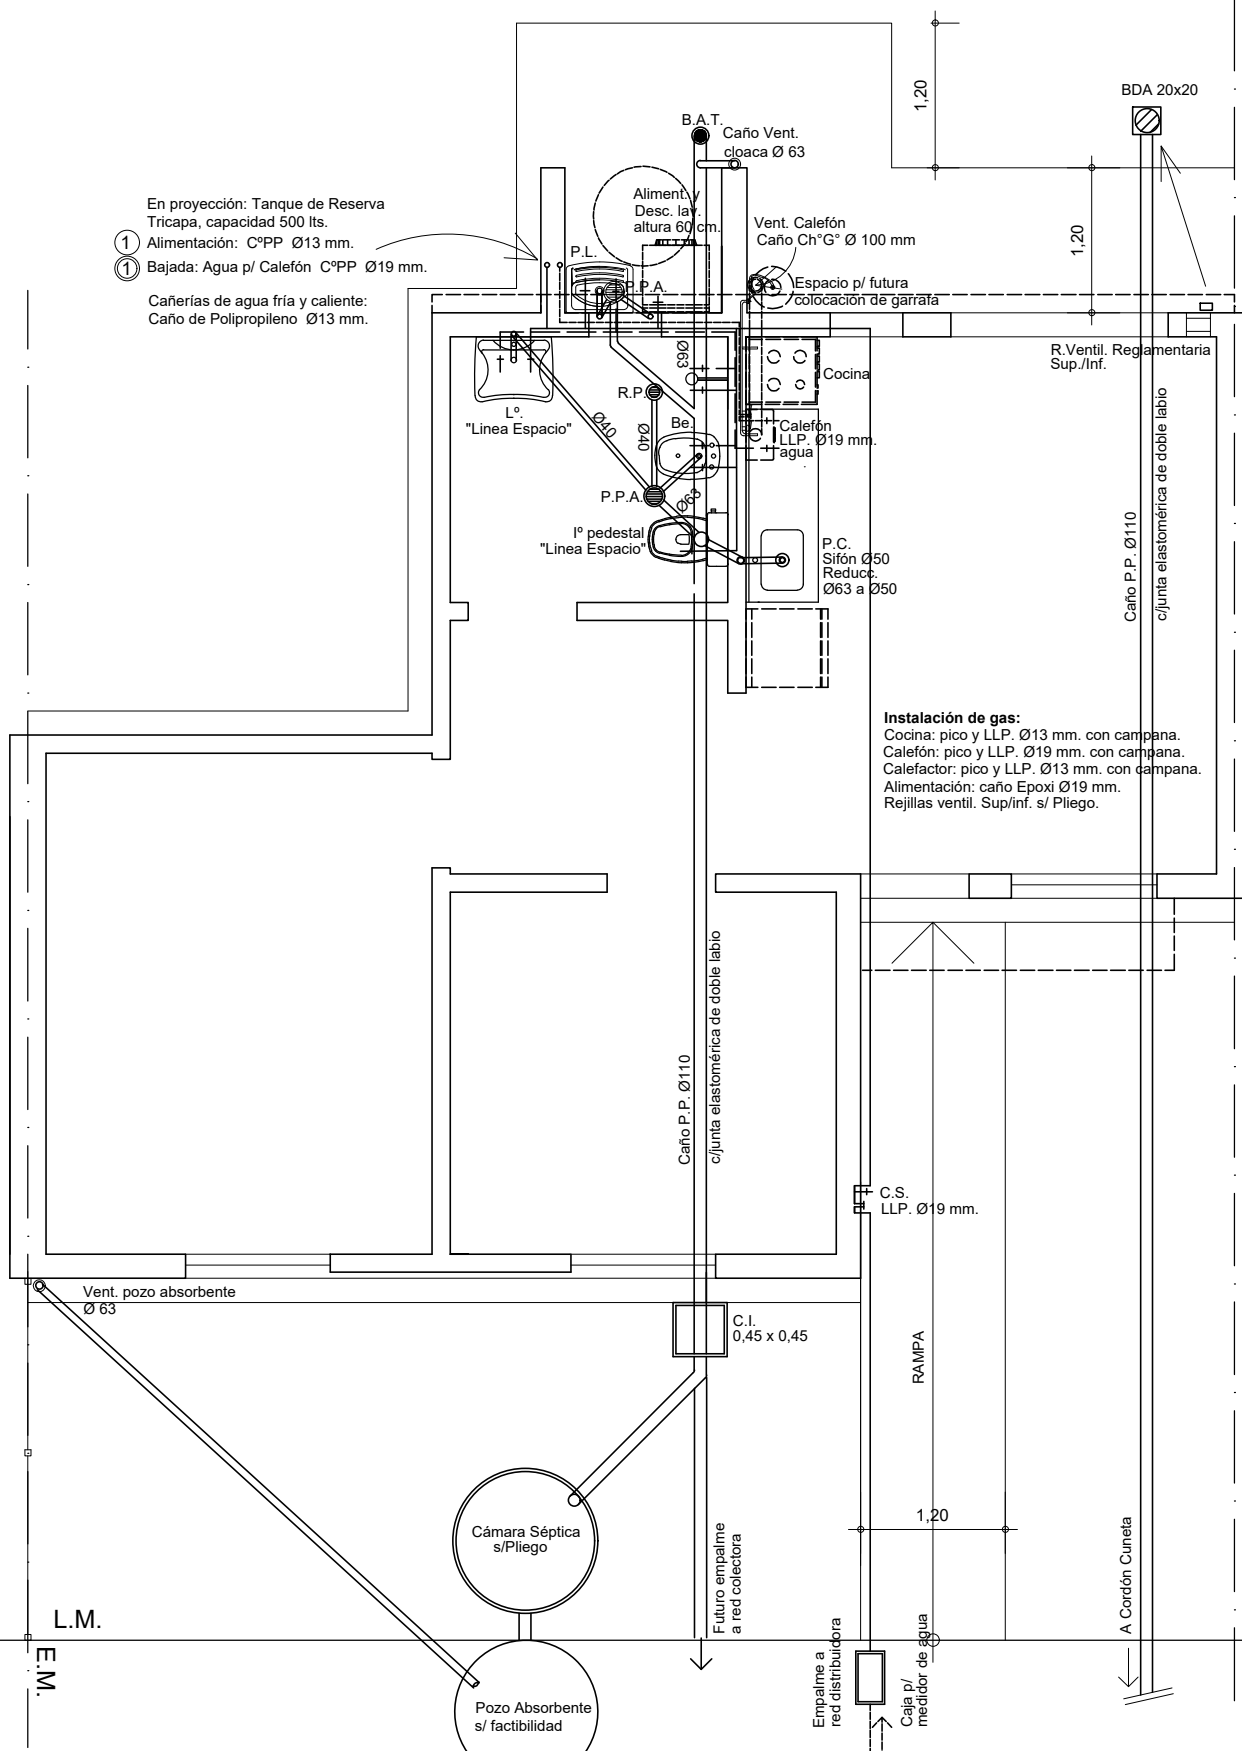 1,20
BDA 20x20
B.A.T.
Caño Vent.
cloaca Ø 63
En proyección: Tanque de Reserva
Tricapa, capacidad 500 lts.
1 Alimentación: CºPP Ø13 mm.
1 Bajada: Agua p/ Calefón CºPP Ø19 mm.
Cañerías de agua fría y caliente:
Caño de Polipropileno Ø13 mm.
Aliment. y
Desc. lav.
altura 60 cm.
P.L.
P.P.A.
Vent. Calefón
Caño Ch°G° Ø 100 mm
Espacio p/ futura
colocación de garrafa
1,20
R.Ventil. Reglamentaria
Sup./Inf.
Ø63
Cocina
R.P.
Lº.
"Linea Espacio"
Ø40
Ø40
Be.
Calefón
LLP. Ø19 mm.
agua
P.P.A.
Ø63
Iº pedestal
"Linea Espacio"
P.C.
Sifón Ø50
Reducc.
Ø63 a Ø50
Caño P.P. Ø110
c/junta elastomérica de doble labio
Instalación de gas:
Cocina: pico y LLP. Ø13 mm. con campana.
Calefón: pico y LLP. Ø19 mm. con campana.
Calefactor: pico y LLP. Ø13 mm. con campana.
Alimentación: caño Epoxi Ø19 mm.
Rejillas ventil. Sup/inf. s/ Pliego.
Caño P.P. Ø110
c/junta elastomérica de doble labio
C.S.
LLP. Ø19 mm.
Vent. pozo absorbente
Ø 63
C.I.
0,45 x 0,45
RAMPA
1,20
Cámara Séptica
s/Pliego
Futuro empalme
a red colectora
A Cordón Cuneta
L.M.
E.M.
Empalme a
red distribuidora
Caja p/
medidor de agua
Pozo Absorbente
s/ factibilidad